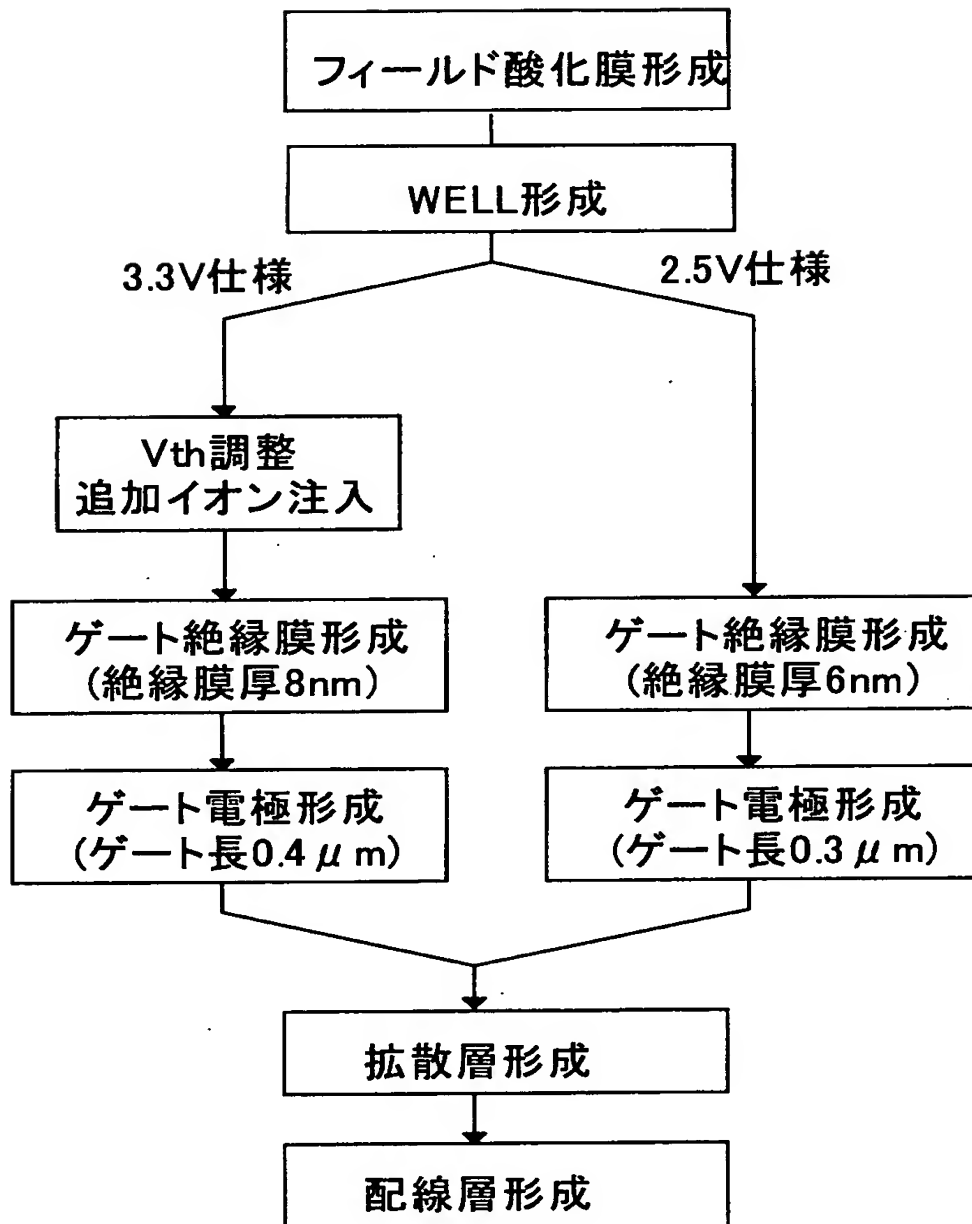 フィールド酸化膜形成
WELL形成
3.3V仕様
2.5V仕様
Vth調整
追加イオン注入
ゲート絶縁膜形成
(絶縁膜厚8nm)
ゲート絶縁膜形成
(絶縁膜厚6nm)
ゲート電極形成
(ゲート長0.4μm)
ゲート電極形成
(ゲート長0.3μm)
拡散層形成
配線層形成